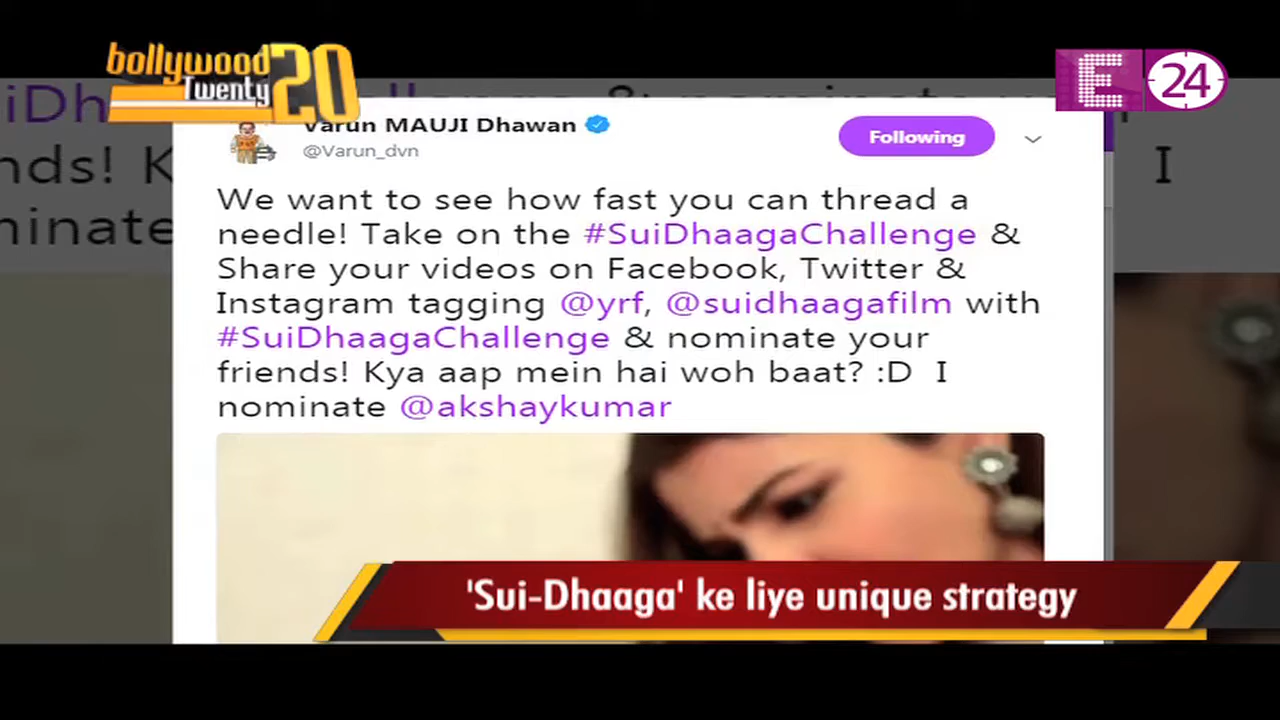 bollywood
Twenty 20
E 24
Varun MAUJI Dhawan
@Varun_dvn
Following
We want to see how fast you can thread a
needle! Take on the #SuiDhaagaChallenge &
Share your videos on Facebook, Twitter &
Instagram tagging @yrf, @suidhaagafilm with
#SuiDhaagaChallenge & nominate your
friends! Kya aap mein hai woh baat? :D I
nominate @akshaykumar
'Sui-Dhaaga' ke liye unique strategy